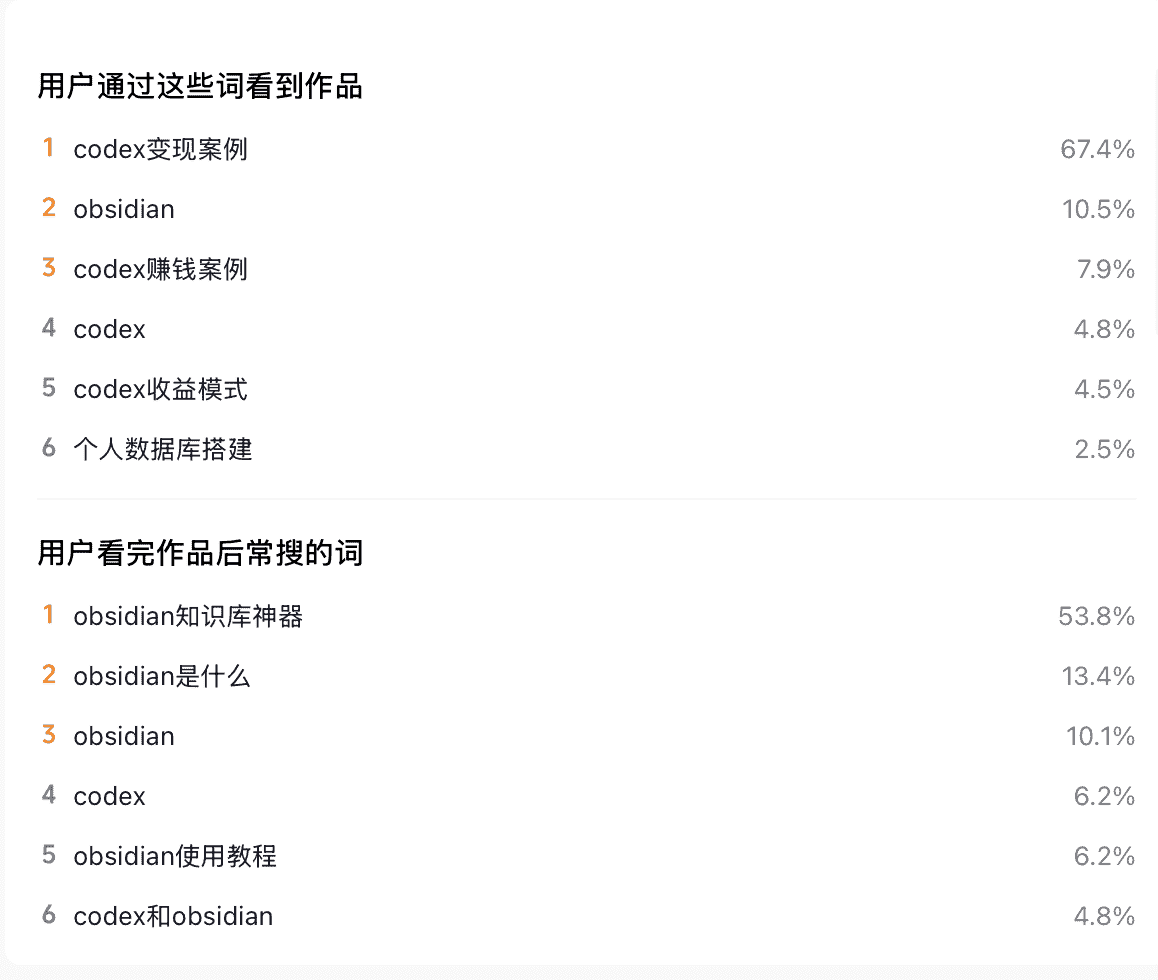 用户通过这些词看到作品
1 codex变现案例 67.4%
2 obsidian 10.5%
3 codex赚钱案例 7.9%
4 codex 4.8%
5 codex收益模式 4.5%
6 个人数据库搭建 2.5%
用户看完作品后常搜的词
1 obsidian知识库神器 53.8%
2 obsidian是什么 13.4%
3 obsidian 10.1%
4 codex 6.2%
5 obsidian使用教程 6.2%
6 codex和obsidian 4.8%